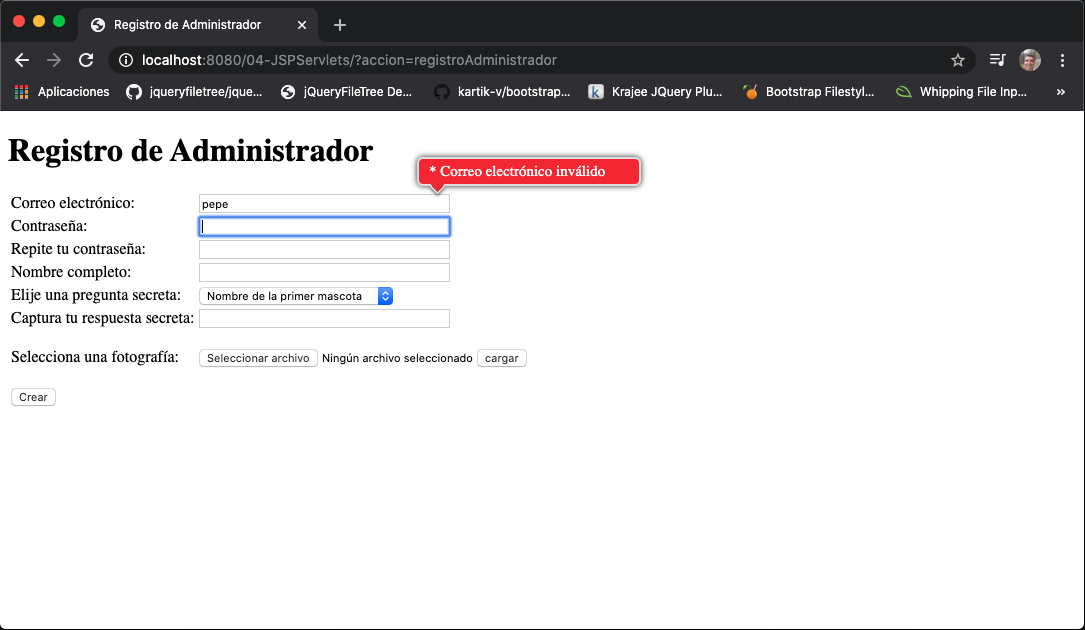 Registro de Administrador
localhost:8080/04-JSPServlets/?accion=registroAdministrador
Aplicaciones jqueryfiletree/jque... jQueryFileTree De... kartik-v/bootstrap... Krajee JQuery Plu... Bootstrap Filestyl... Whipping File Inp... »
Registro de Administrador
* Correo electrónico inválido
Correo electrónico: pepe
Contraseña:
Repite tu contraseña:
Nombre completo:
Elije una pregunta secreta: Nombre de la primer mascota
Captura tu respuesta secreta:
Selecciona una fotografía: Seleccionar archivo Ningún archivo seleccionado cargar
Crear